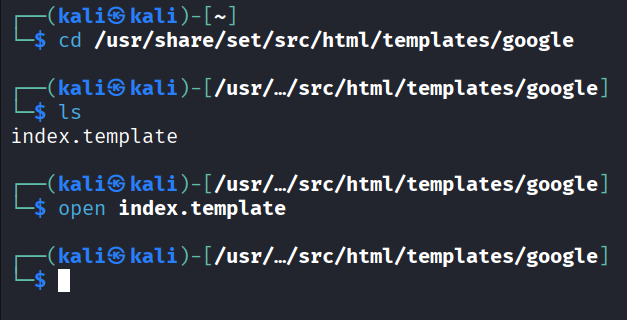 ┌──(kali㉿kali)-[~]
└─$ cd /usr/share/set/src/html/templates/google
┌──(kali㉿kali)-[/usr/…/src/html/templates/google]
└─$ ls
index.template
┌──(kali㉿kali)-[/usr/…/src/html/templates/google]
└─$ open index.template
┌──(kali㉿kali)-[/usr/…/src/html/templates/google]
└─$